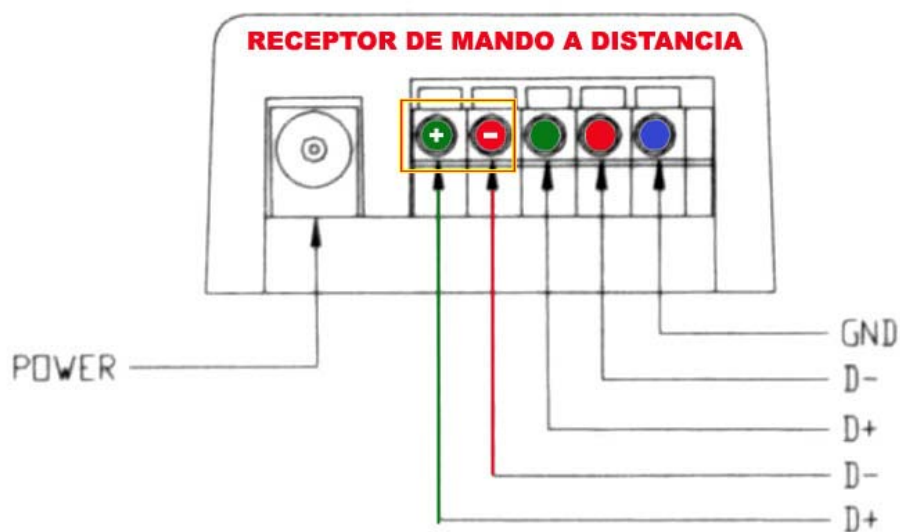 RECEPTOR DE MANDO A DISTANCIA
+ -
GND
POWER
D-
D+
D-
D+